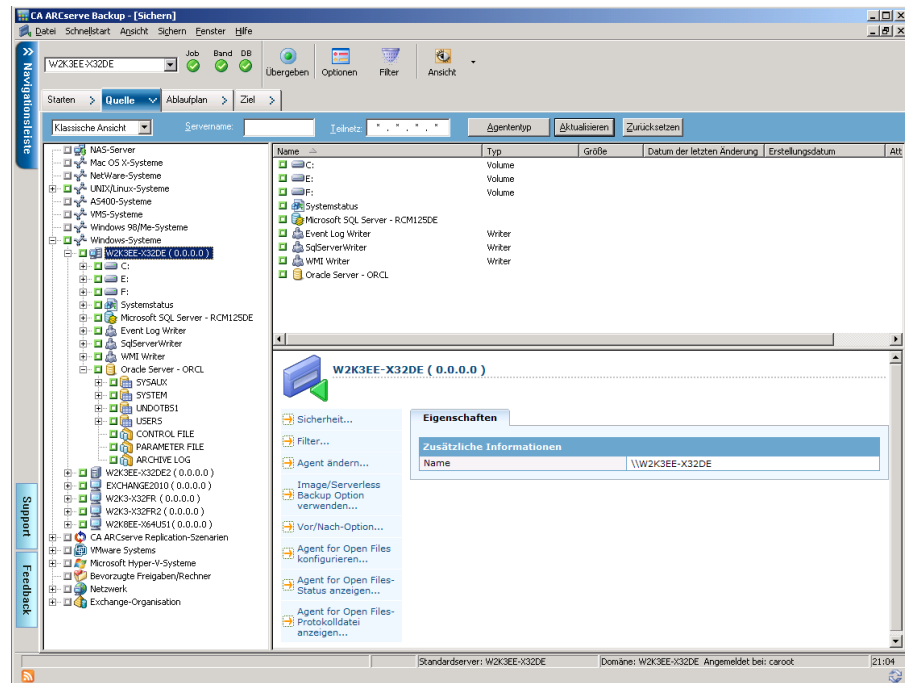 CA ARCserve Backup - [Sichern]
Datei Schnellstart Ansicht Sichern Fenster Hilfe
W2K3EE-X32DE
Job Band DB
Übergeben Optionen Filter Ansicht
Starten Quelle Ablaufplan Ziel
Klassische Ansicht Servername: Teilnetz: Agententyp Aktualisieren Zurücksetzen
Navigationsleiste
Support
Feedback
NAS-Server
Mac OS X-Systeme
NetWare-Systeme
UNIX/Linux-Systeme
AS400-Systeme
VMS-Systeme
Windows 98/Me-Systeme
Windows-Systeme
W2K3EE-X32DE ( 0.0.0.0 )
C:
E:
F:
Systemstatus
Microsoft SQL Server - RCM125DE
Event Log Writer
SqlServerWriter
WMI Writer
Oracle Server - ORCL
SYSAUX
SYSTEM
UNDOTBS1
USERS
CONTROL FILE
PARAMETER FILE
ARCHIVE LOG
W2K3EE-X32DE2 ( 0.0.0.0 )
EXCHANGE2010 ( 0.0.0.0 )
W2K3-X32FR ( 0.0.0.0 )
W2K3-X32FR2 ( 0.0.0.0 )
W2K8EE-X64US1( 0.0.0.0 )
CA ARCserve Replication-Szenarien
VMware Systems
Microsoft Hyper-V-Systeme
Bevorzugte Freigaben/Rechner
Netzwerk
Exchange-Organisation
Name Typ Größe Datum der letzten Änderung Erstellungsdatum Att
C: Volume
E: Volume
F: Volume
Systemstatus
Microsoft SQL Server - RCM125DE
Event Log Writer Writer
SqlServerWriter Writer
WMI Writer Writer
Oracle Server - ORCL
W2K3EE-X32DE ( 0.0.0.0 )
Sicherheit...
Filter...
Agent ändern...
Image/Serverless
Backup Option
verwenden...
Vor/Nach-Option...
Agent for Open Files
konfigurieren...
Agent for Open Files-
Status anzeigen...
Agent for Open Files-
Protokolldatei
anzeigen...
Eigenschaften
Zusätzliche Informationen
Name \\W2K3EE-X32DE
Standardserver: W2K3EE-X32DE Domäne: W2K3EE-X32DE Angemeldet bei: caroot 21:04